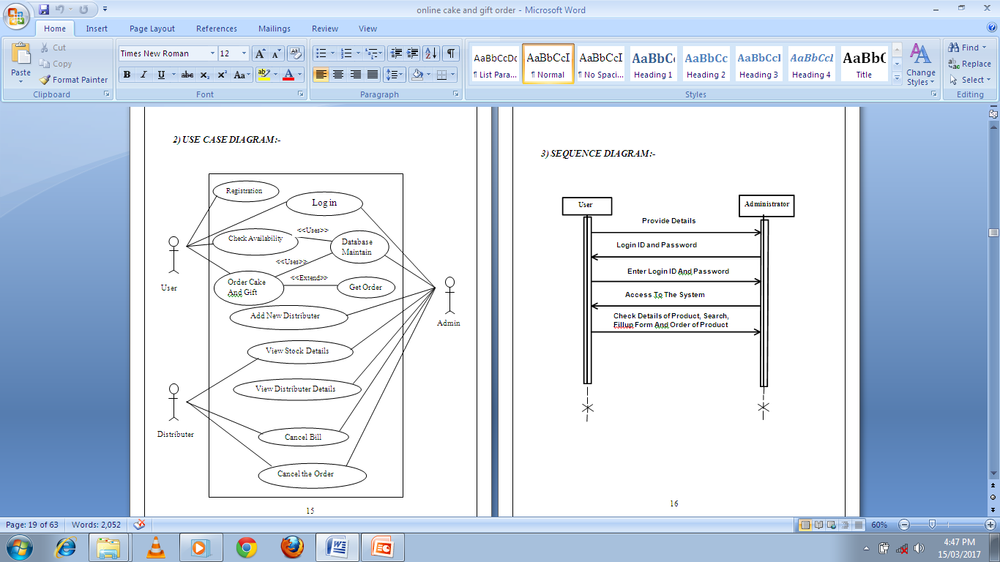 online cake and gift order - Microsoft Word
Home Insert Page Layout References Mailings Review View
Paste
Cut
Copy
Format Painter
Clipboard
Times New Roman 12
B I U abc X₂ X² Aa
Font
Paragraph
AaBbCcDc AaBbCcI AaBbCcI AaBbC AaBbCc AaBbCcI AaBbCcI AaBbC
¶ List Para... ¶ Normal ¶ No Spaci... Heading 1 Heading 2 Heading 3 Heading 4 Title
Change
Styles
Styles
Find
Replace
Select
Editing
2) USE CASE DIAGRAM:-
Registration
Log in
Check Availability
<<Uses>>
Database
Maintain
<<Uses>>
Order Cake
And Gift
<<Extend>>
Get Order
User
Admin
Add New Distributer
View Stock Details
View Distributer Details
Distributer
Cancel Bill
Cancel the Order
15
3) SEQUENCE DIAGRAM:-
User
Administrator
Provide Details
Login ID and Password
Enter Login ID And Password
Access To The System
Check Details of Product, Search,
Fillup Form And Order of Product
16
Page: 19 of 63 Words: 2,052
60%
4:47 PM
15/03/2017